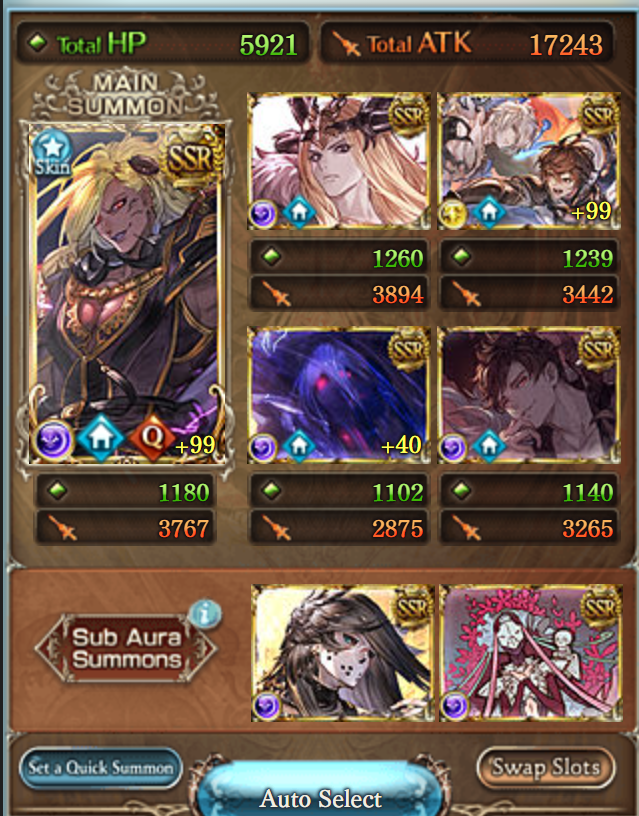 Total HP 5921
Total ATK 17243
MAIN
SUMMON
Skin
SSR
SSR
SSR
+99
1260
1239
3894
3442
SSR
SSR
Q
+99
+40
1180
1102
1140
3767
2875
3265
Sub Aura
Summons
i
SSR
SSR
Set a Quick Summon
Swap Slots
Auto Select